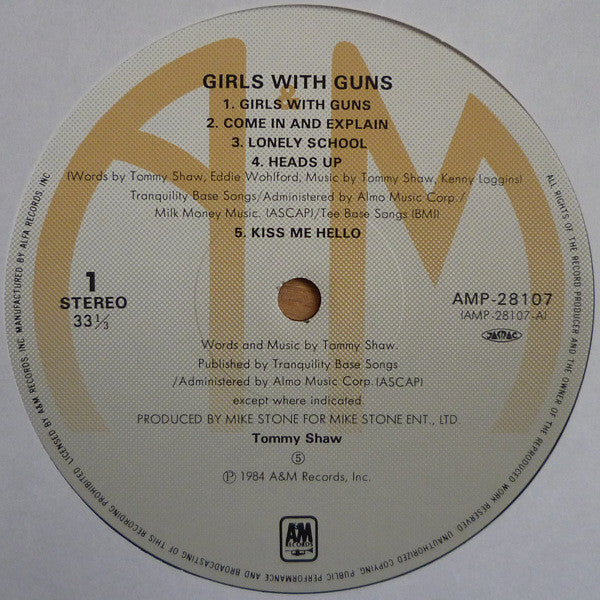 GIRLS WITH GUNS
1. GIRLS WITH GUNS
2. COME IN AND EXPLAIN
3. LONELY SCHOOL
4. HEADS UP
(Words by Tommy Shaw, Eddie Wohlford, Music by Tommy Shaw, Kenny Loggins)
Tranquility Base Songs/Administered by Almo Music Corp./
Milk Money Music. (ASCAP)/Tee Base Songs (BMI)
5. KISS ME HELLO
1
STEREO
33⅓
AMP-28107
(AMP-28107-A)
JASRAC
Words and Music by Tommy Shaw.
Published by Tranquility Base Songs
/Administered by Almo Music Corp. (ASCAP)
except where indicated.
PRODUCED BY MIKE STONE FOR MIKE STONE ENT., LTD
Tommy Shaw
⑤
Ⓟ 1984 A&M Records, Inc.
A&M
RECORDS
ALL RIGHTS OF THE RECORD PRODUCER AND THE OWNER OF THE REPRODUCED WORK RESERVED. UNAUTHORIZED COPYING, PUBLIC PERFORMANCE AND BROADCASTING OF THIS RECORDING PROHIBITED. LICENSED BY A&M RECORDS, INC. MANUFACTURED BY ALFA RECORDS, INC